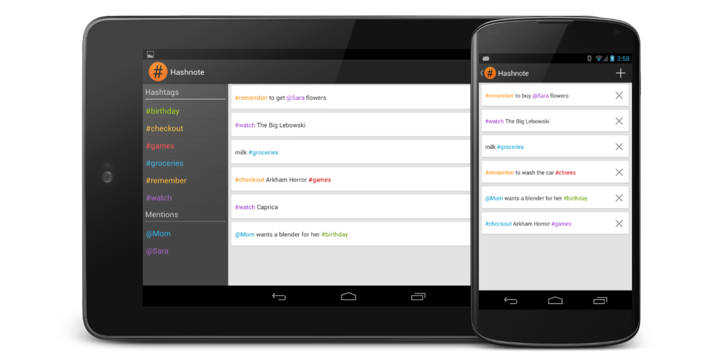 # Hashnote
Hashtags
#birthday
#checkout
#games
#groceries
#remember
#watch
Mentions
@Mom
@Sara
#remember to get @Sara flowers
#watch The Big Lebowski
milk #groceries
#checkout Arkham Horror #games
#watch Caprica
@Mom wants a blender for her #birthday
3:58
# Hashnote
#remember to buy @Sara flowers
#watch The Big Lebowski
milk #groceries
#remember to wash the car #chores
@Mom wants a blender for her #birthday
#checkout Arkham Horror #games